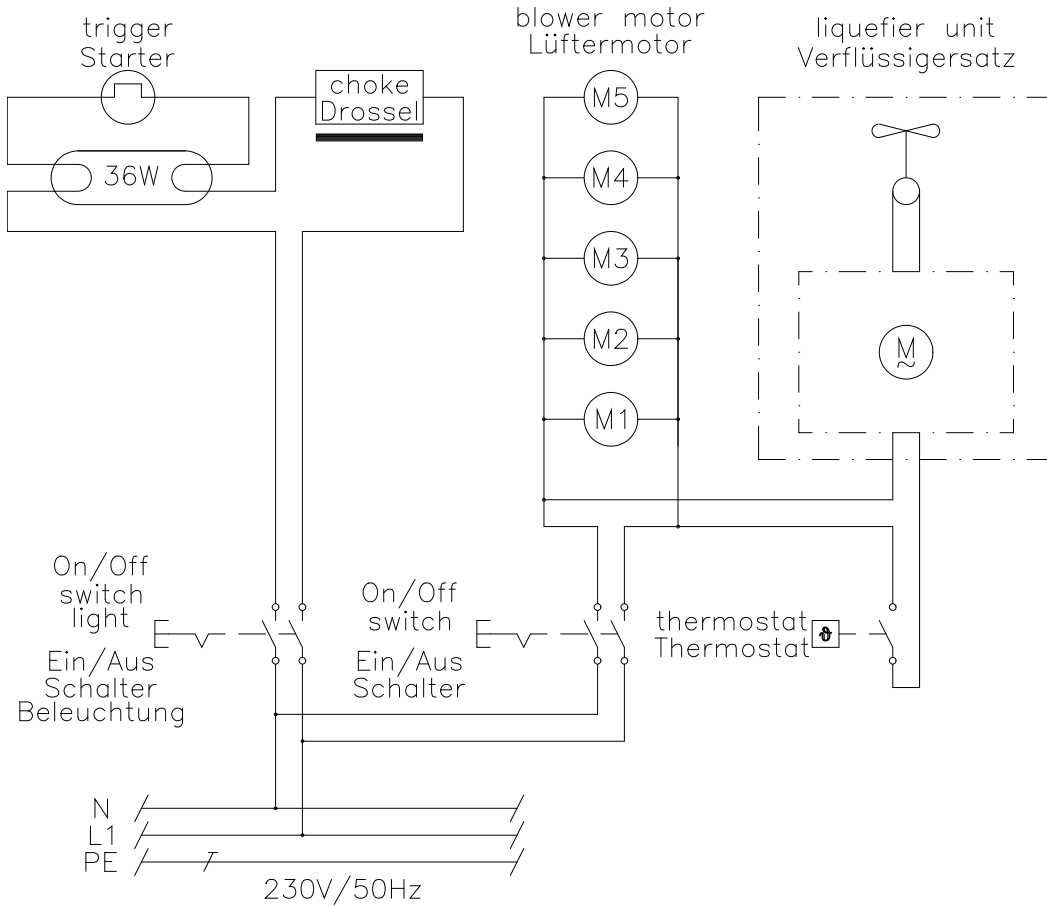 trigger
Starter
choke
Drossel
36W
blower motor
Lüftermotor
M5
M4
M3
M2
M1
liquefier unit
Verflüssigersatz
M
~
On/Off
switch
light
Ein/Aus
Schalter
Beleuchtung
On/Off
switch
Ein/Aus
Schalter
thermostat
Thermostat
ϑ
N
L1
PE
230V/50Hz